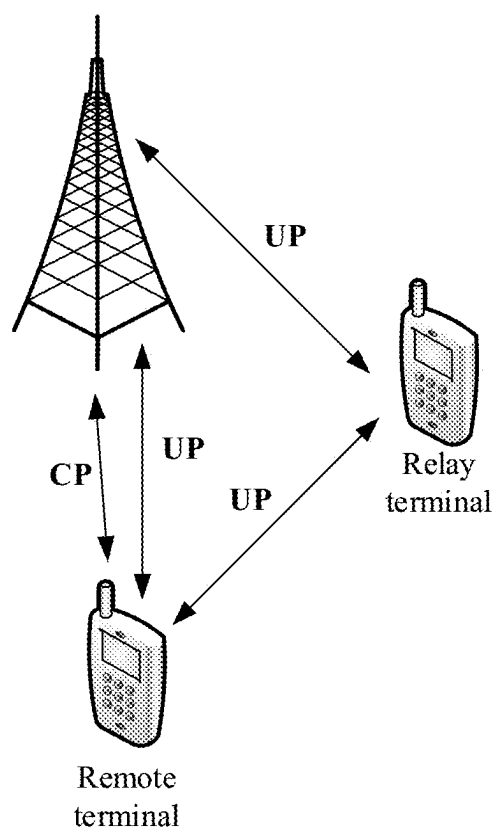 UP
CP
UP
UP
Relay
terminal
Remote
terminal